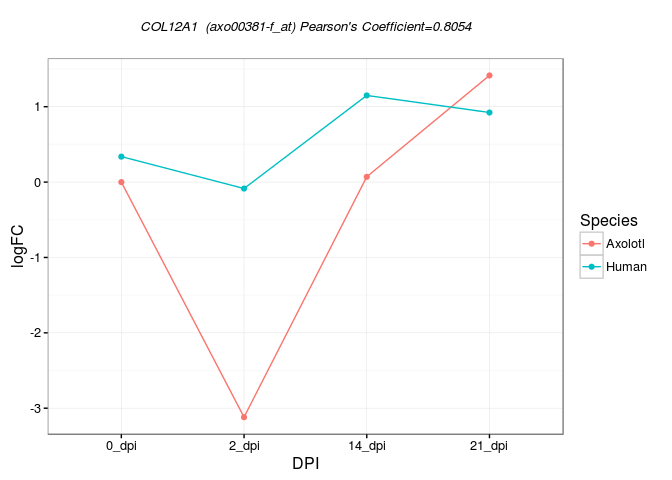 COL12A1 (axo00381-f_at) Pearson's Coefficient=0.8054
1
0
-1
-2
-3
logFC
0_dpi 2_dpi 14_dpi 21_dpi
DPI
Species
Axolotl
Human